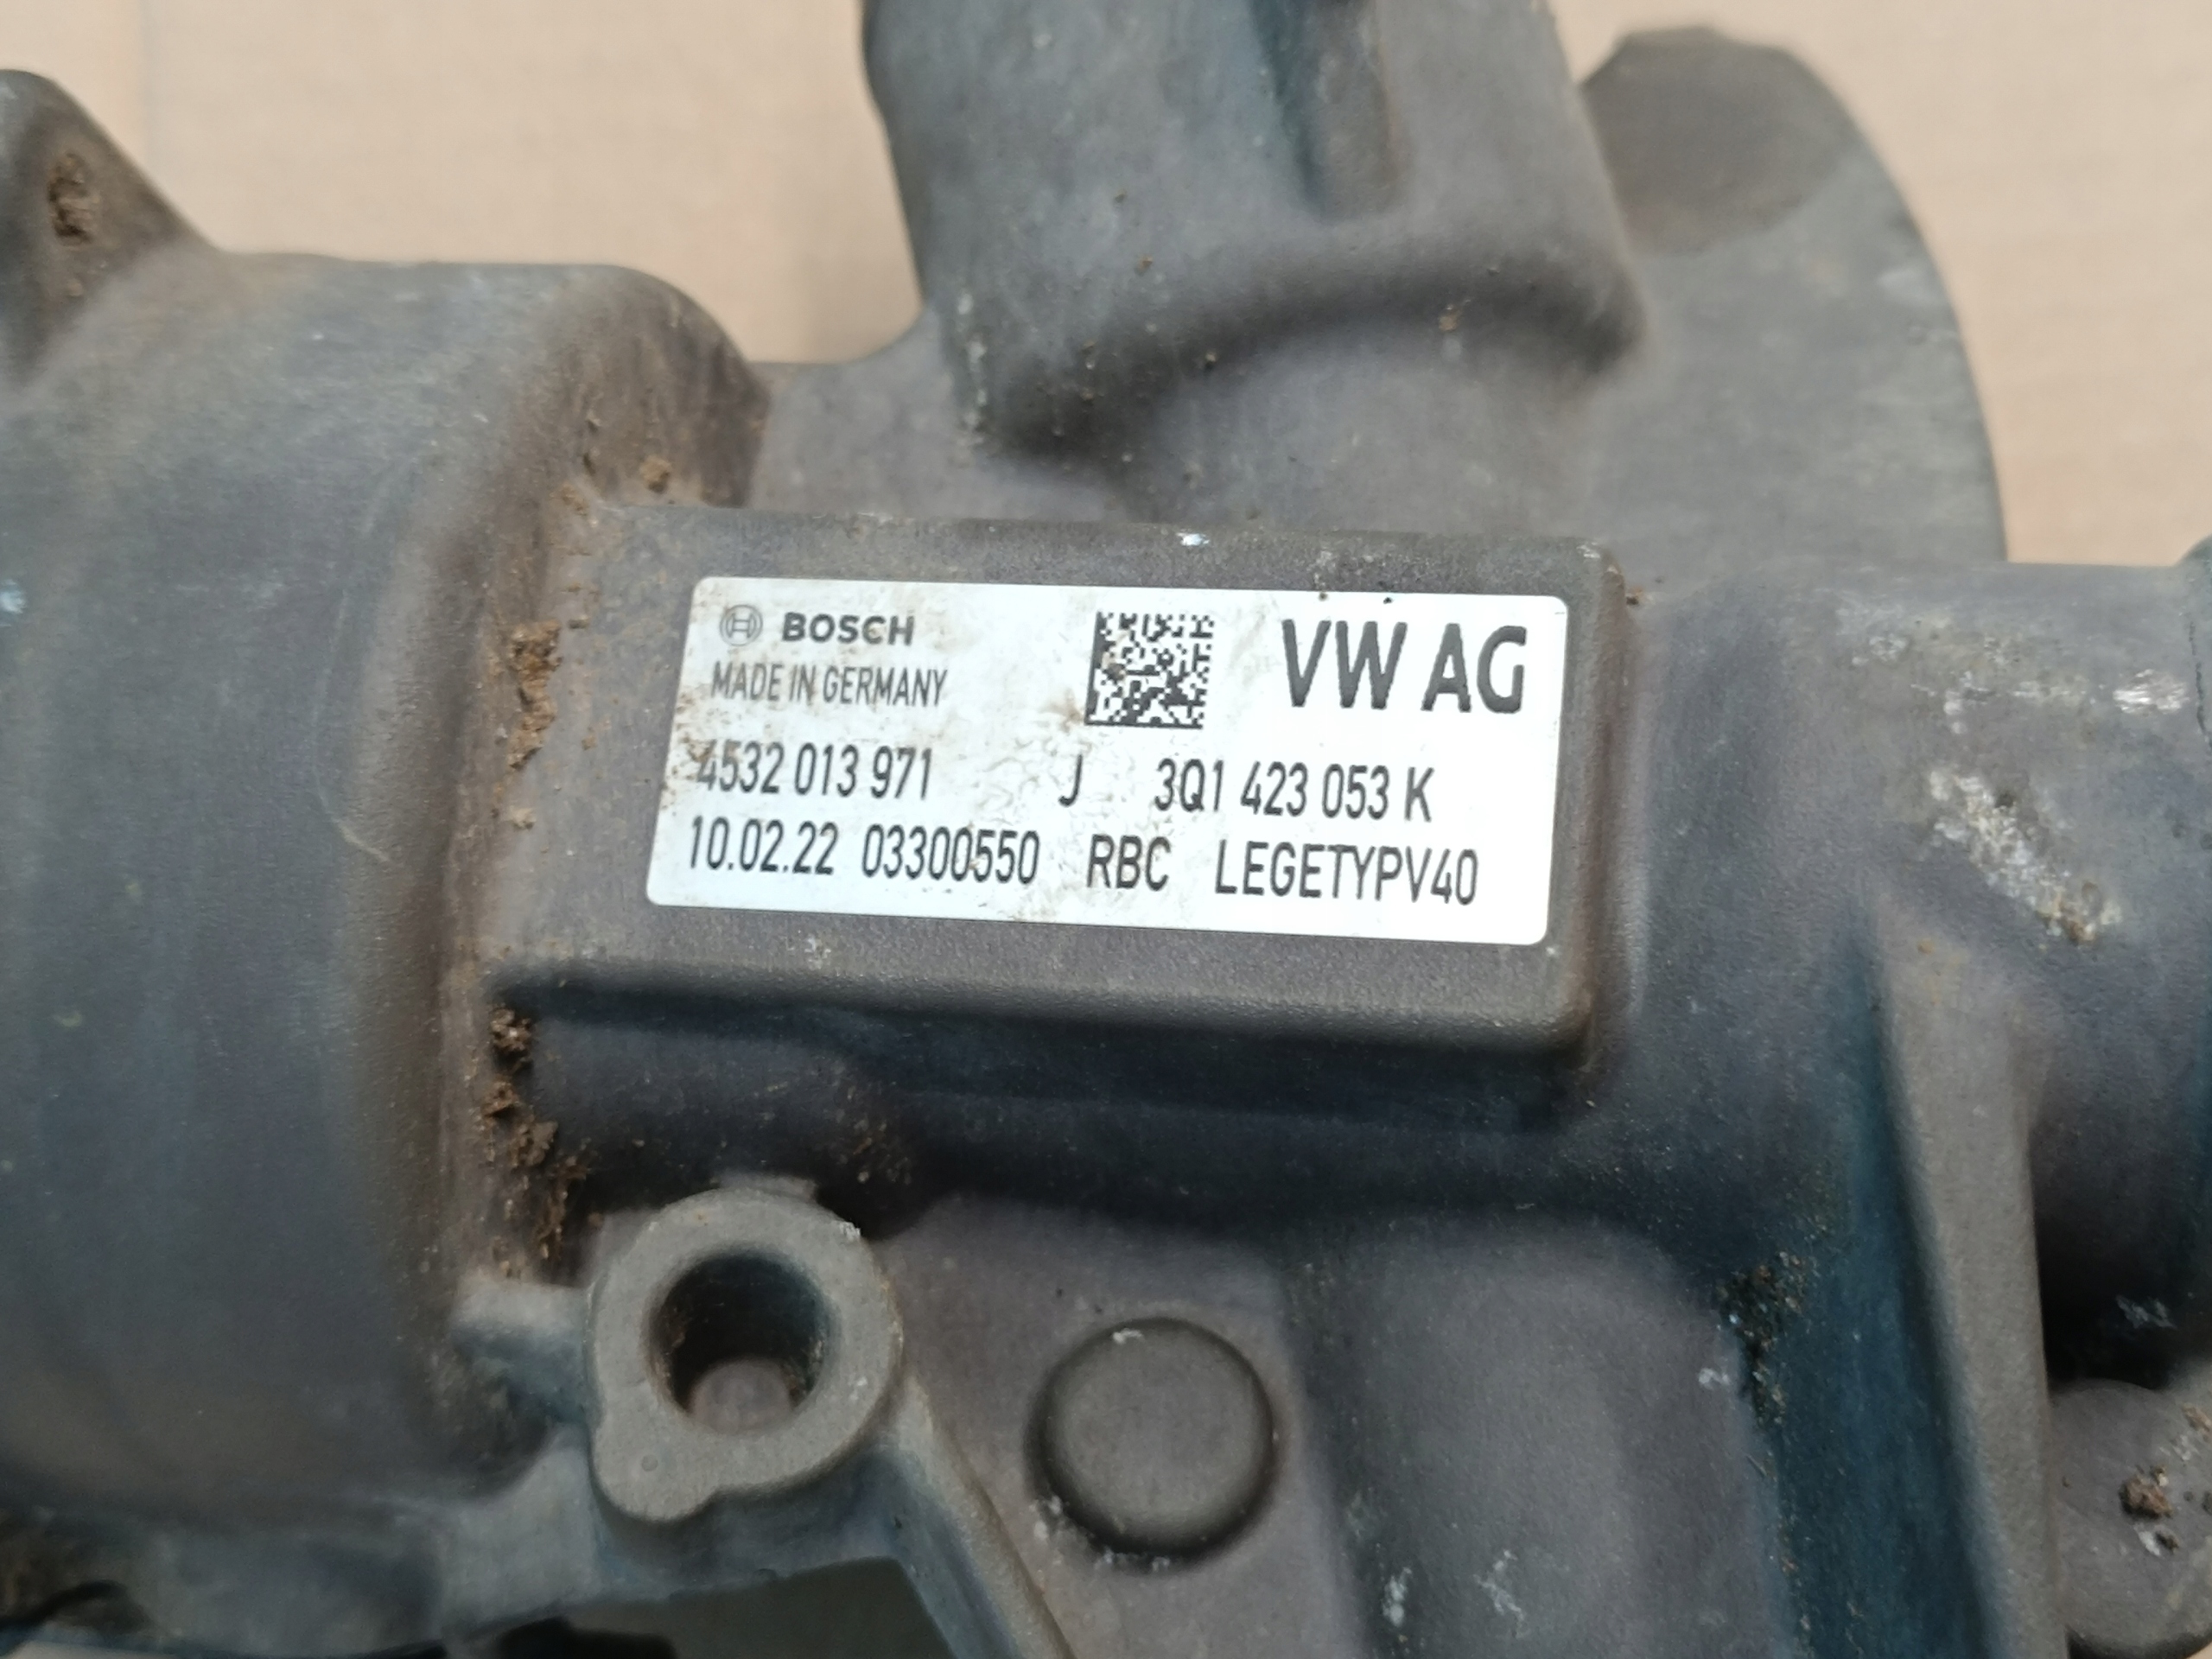 BOSCH
MADE IN GERMANY
VW AG
4532 013 971 J 3Q1 423 053 K
10.02.22 03300550 RBC LEGETYPV40